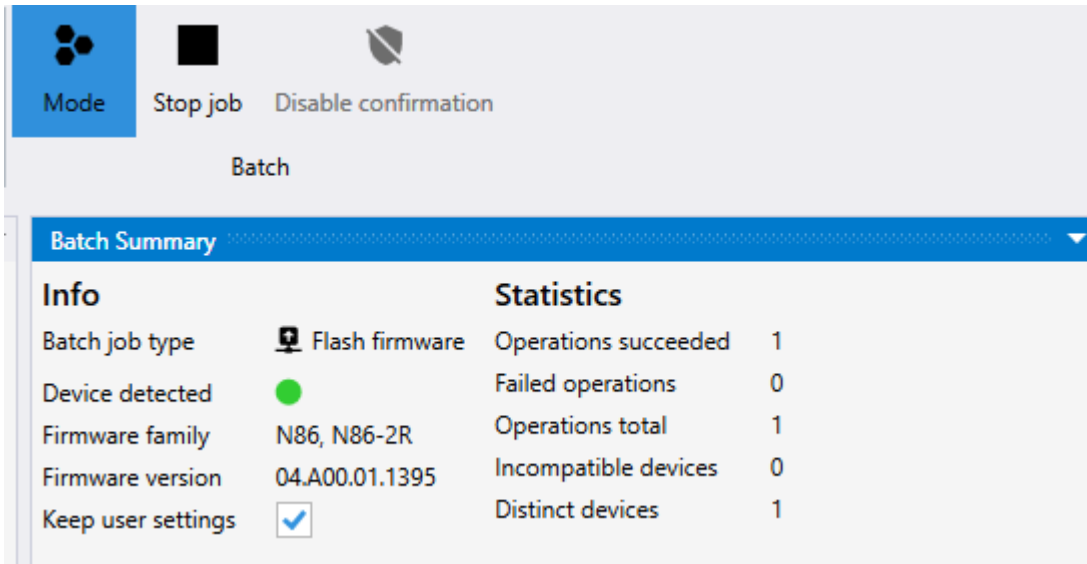 Mode
Stop job
Disable confirmation
Batch
Batch Summary
Info
Batch job type Flash firmware
Device detected
Firmware family N86, N86-2R
Firmware version 04.A00.01.1395
Keep user settings
Statistics
Operations succeeded 1
Failed operations 0
Operations total 1
Incompatible devices 0
Distinct devices 1